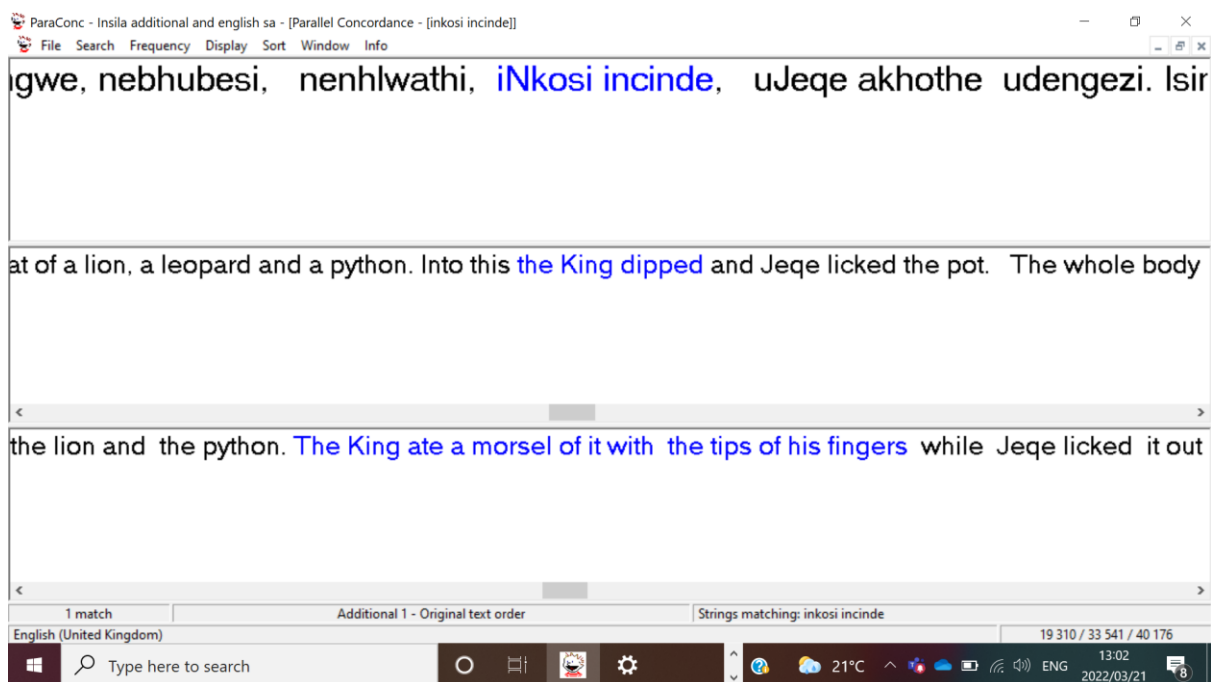 ParaConc - Insila additional and english sa - [Parallel Concordance - [inkosi incinde]]
File Search Frequency Display Sort Window Info
gwe, nebhubesi, nenhlwathi, iNkosi incinde, uJeqe akhothe udengezi.
at of a lion, a leopard and a python. Into this the King dipped and Jeqe licked the pot. The whole body
the lion and the python. The King ate a morsel of it with the tips of his fingers while Jeqe licked it out
1 match Additional 1 - Original text order Strings matching: inkosi incinde
English (United Kingdom) 19 310 / 33 541 / 40 176
Type here to search 21°C ENG 13:02
2022/03/21 8